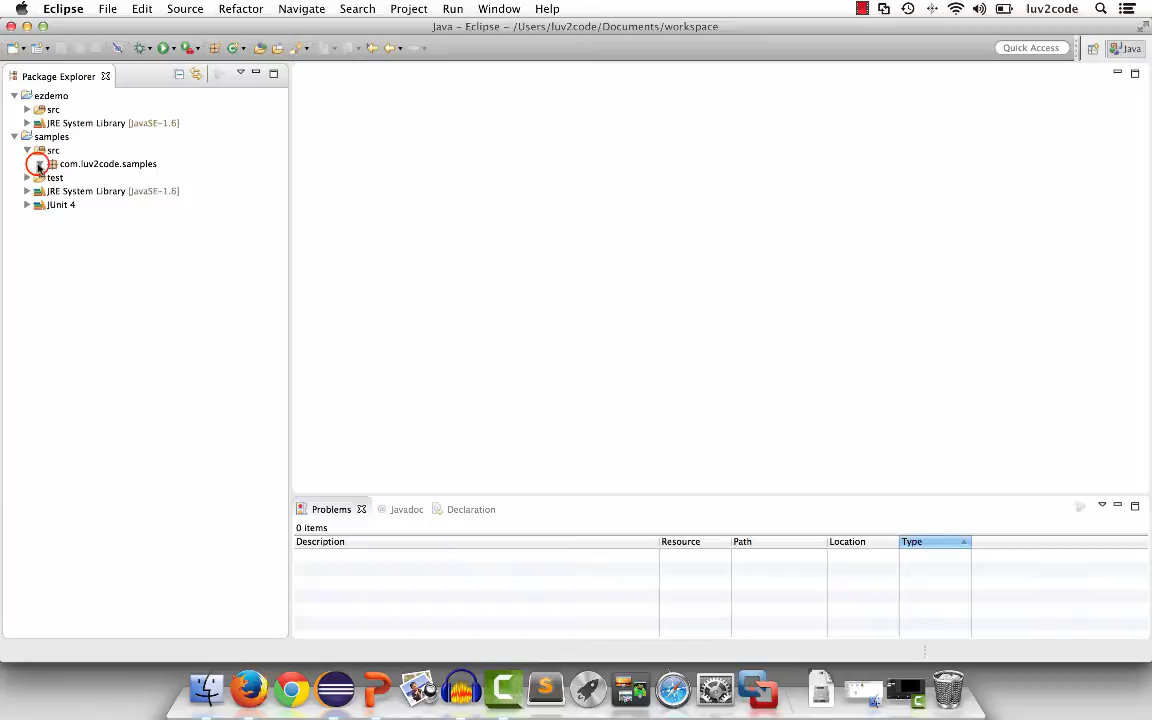 Eclipse File Edit Source Refactor Navigate Search Project Run Window Help luv2code
Java - Eclipse - /Users/luv2code/Documents/workspace
Quick Access Java
Package Explorer
ezdemo
src
JRE System Library [JavaSE-1.6]
samples
src
com.luv2code.samples
test
JRE System Library [JavaSE-1.6]
JUnit 4
Problems Javadoc Declaration
0 items
Description Resource Path Location Type